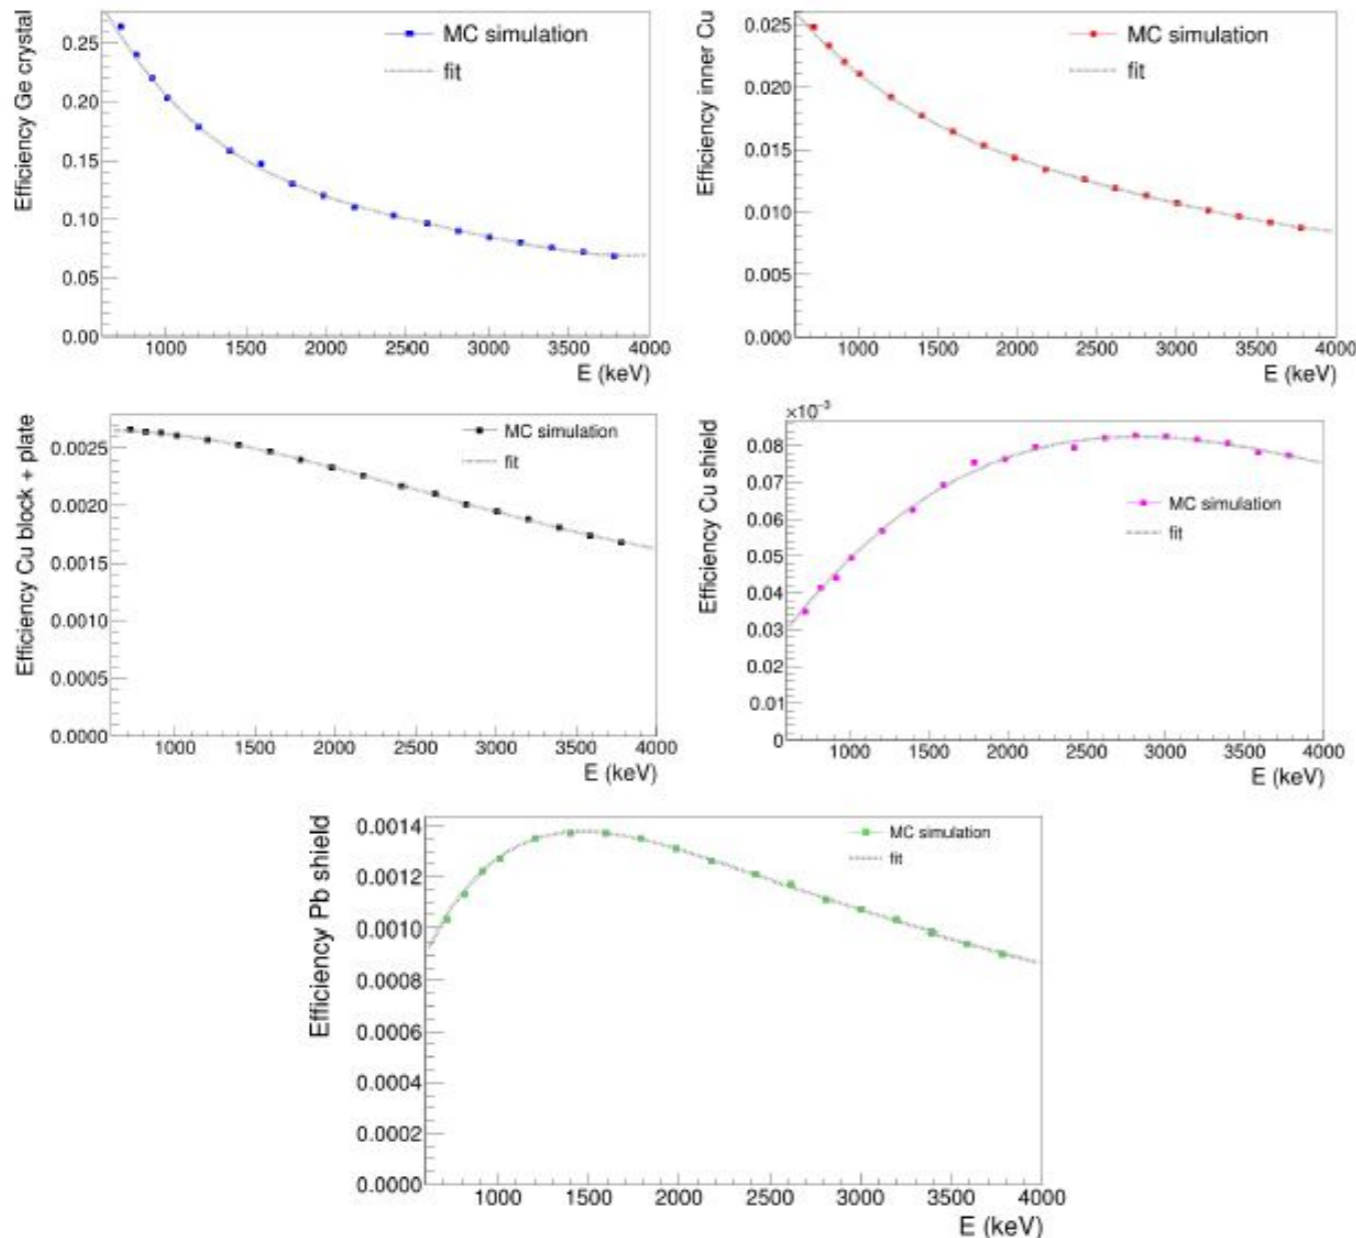 Efficiency Ge crystal
0.25
0.20
0.15
0.10
0.05
0.00
MC simulation
fit
1000 1500 2000 2500 3000 3500 4000
E (keV)
Efficiency inner Cu
0.025
0.020
0.015
0.010
0.005
0.000
MC simulation
fit
1000 1500 2000 2500 3000 3500 4000
E (keV)
Efficiency Cu block + plate
0.0025
0.0020
0.0015
0.0010
0.0005
0.0000
MC simulation
fit
1000 1500 2000 2500 3000 3500 4000
E (keV)
×10⁻³
Efficiency Cu shield
0.08
0.07
0.06
0.05
0.04
0.03
0.02
0.01
0
MC simulation
fit
1000 1500 2000 2500 3000 3500 4000
E (keV)
Efficiency Pb shield
0.0014
0.0012
0.0010
0.0008
0.0006
0.0004
0.0002
0.0000
MC simulation
fit
1000 1500 2000 2500 3000 3500 4000
E (keV)